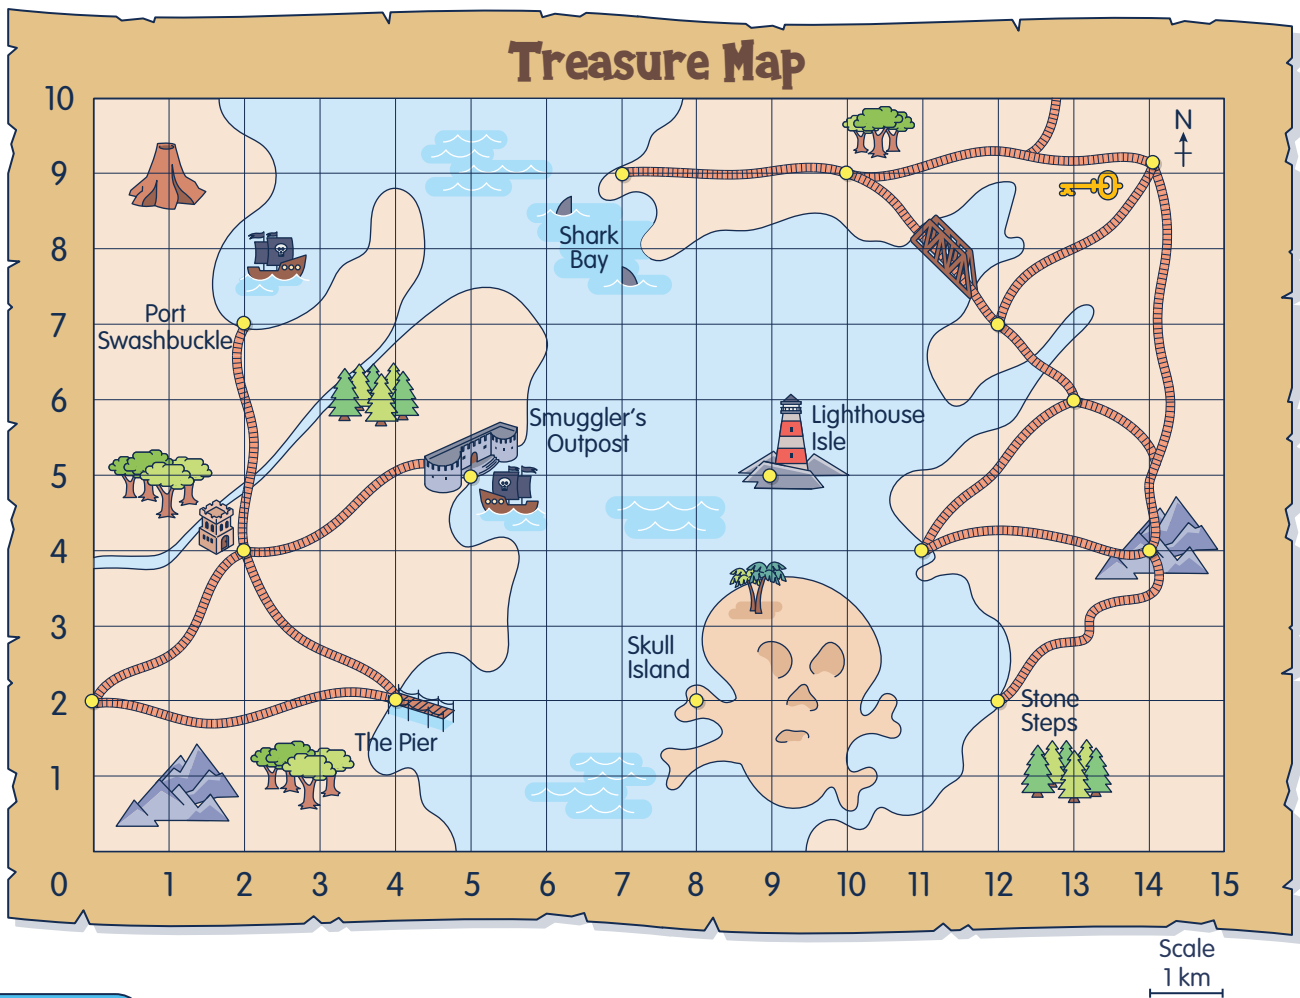 Treasure Map
10
N
9
Shark
Bay
8
Port
Swashbuckle
7
6
Smuggler's
Outpost
Lighthouse
Isle
5
4
3
Skull
Island
2
Stone
Steps
The Pier
1
0 1 2 3 4 5 6 7 8 9 10 11 12 13 14 15
Scale
1 km